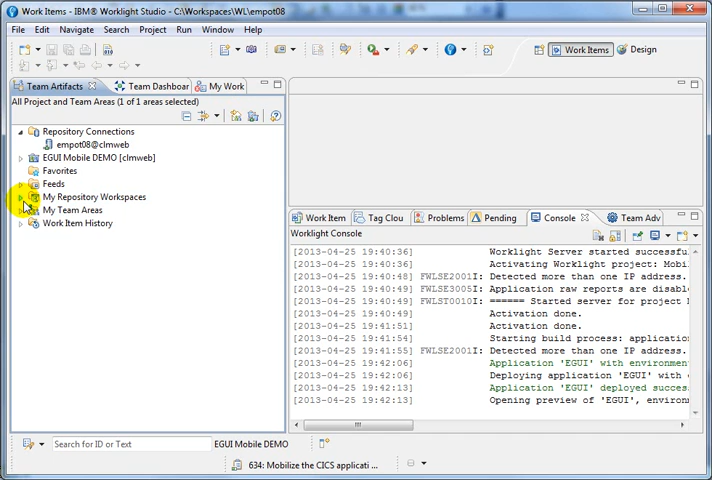 Work Items - IBM® Worklight Studio - C:\Workspaces\WL\empot08
File Edit Navigate Search Project Run Window Help
Work Items Design
Team Artifacts Team Dashboar My Work
All Project and Team Areas (1 of 1 areas selected)
Repository Connections
empot08@clmweb
EGUI Mobile DEMO [clmweb]
Favorites
Feeds
My Repository Workspaces
My Team Areas
Work Item History
Work Item Tag Clou Problems Pending Console Team Adv
Worklight Console
[2013-04-25 19:40:36] Worklight Server started successfu
[2013-04-25 19:40:36] Activating Worklight project: Mobi
[2013-04-25 19:40:48] FWLSE2001I: Detected more than one IP address.
[2013-04-25 19:40:49] FWLSE3005I: Application raw reports are disabl
[2013-04-25 19:40:49] FWLST0010I: ====== Started server for project M
[2013-04-25 19:40:49] Activation done.
[2013-04-25 19:41:51] Activation done.
[2013-04-25 19:41:54] Starting build process: applicatio
[2013-04-25 19:41:55] FWLSE2001I: Detected more than one IP address.
[2013-04-25 19:42:06] Application 'EGUI' with environmen
[2013-04-25 19:42:07] Deploying application 'EGUI' with e
[2013-04-25 19:42:13] Application 'EGUI' deployed succes
[2013-04-25 19:42:13] Opening preview of 'EGUI', environ
Search for ID or Text EGUI Mobile DEMO
634: Mobilize the CICS applicati ...